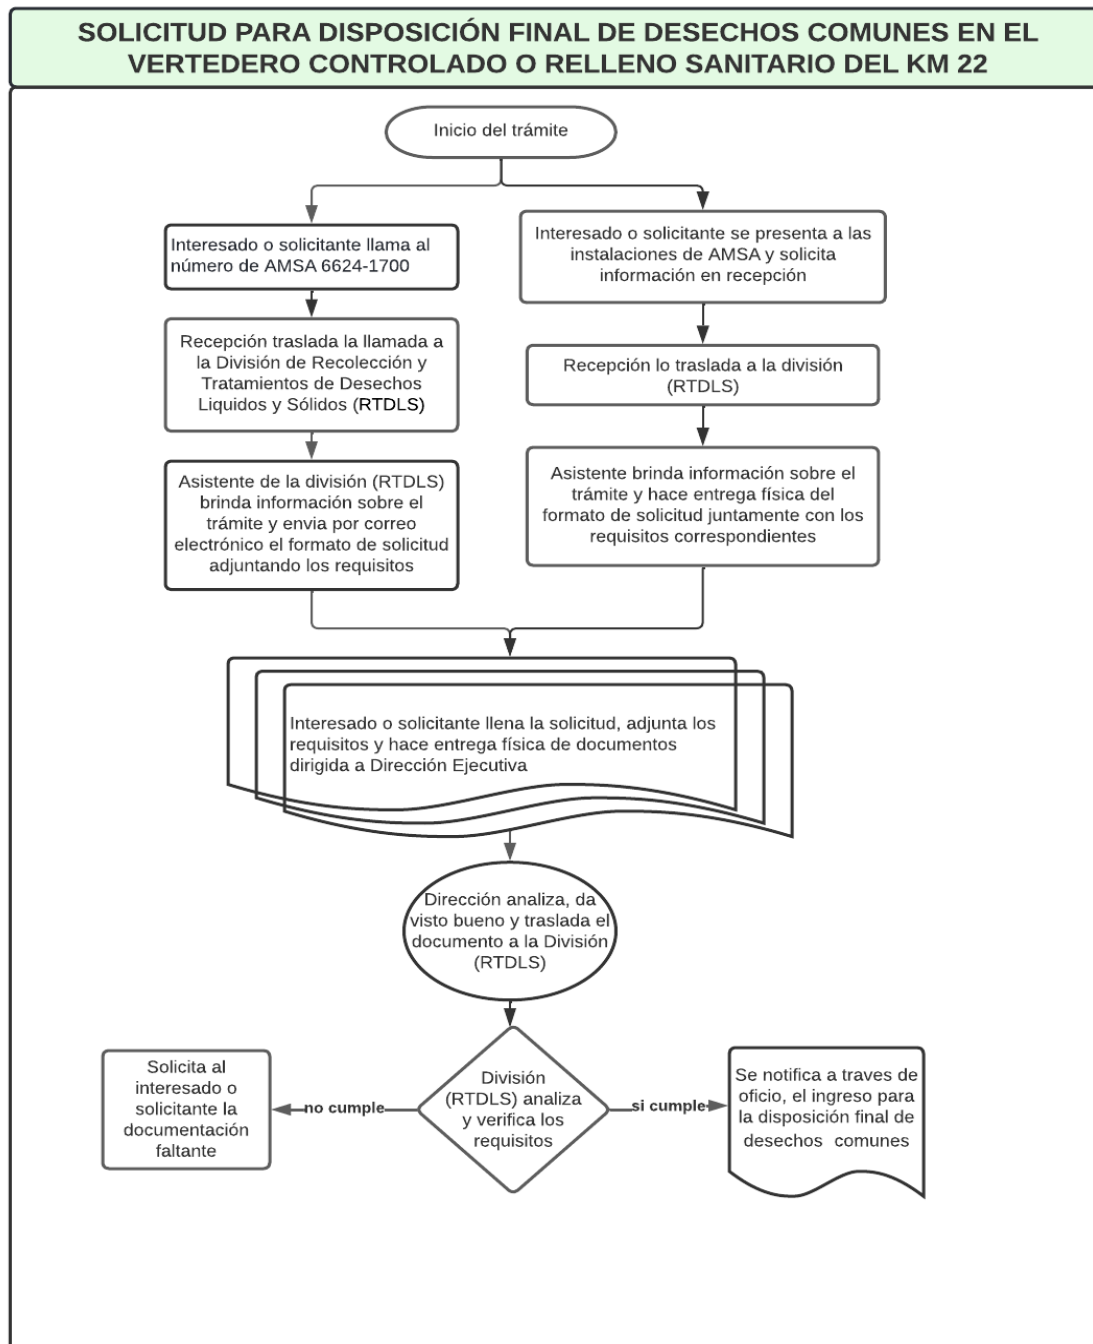 SOLICITUD PARA DISPOSICIÓN FINAL DE DESECHOS COMUNES EN EL
VERTEDERO CONTROLADO O RELLENO SANITARIO DEL KM 22
Inicio del trámite
Interesado o solicitante llama al
número de AMSA 6624-1700
Recepción traslada la llamada a
la División de Recolección y
Tratamientos de Desechos
Liquidos y Sólidos (RTDLS)
Asistente de la división (RTDLS)
brinda información sobre el
trámite y envia por correo
electrónico el formato de solicitud
adjuntando los requisitos
Interesado o solicitante se presenta a las
instalaciones de AMSA y solicita
información en recepción
Recepción lo traslada a la división
(RTDLS)
Asistente brinda información sobre el
trámite y hace entrega física del
formato de solicitud juntamente con los
requisitos correspondientes
Interesado o solicitante llena la solicitud, adjunta los
requisitos y hace entrega física de documentos
dirigida a Dirección Ejecutiva
Dirección analiza, da
visto bueno y traslada el
documento a la División
(RTDLS)
División
(RTDLS) analiza
y verifica los
requisitos
no cumple
Solicita al
interesado o
solicitante la
documentación
faltante
si cumple
Se notifica a traves de
oficio, el ingreso para
la disposición final de
desechos comunes